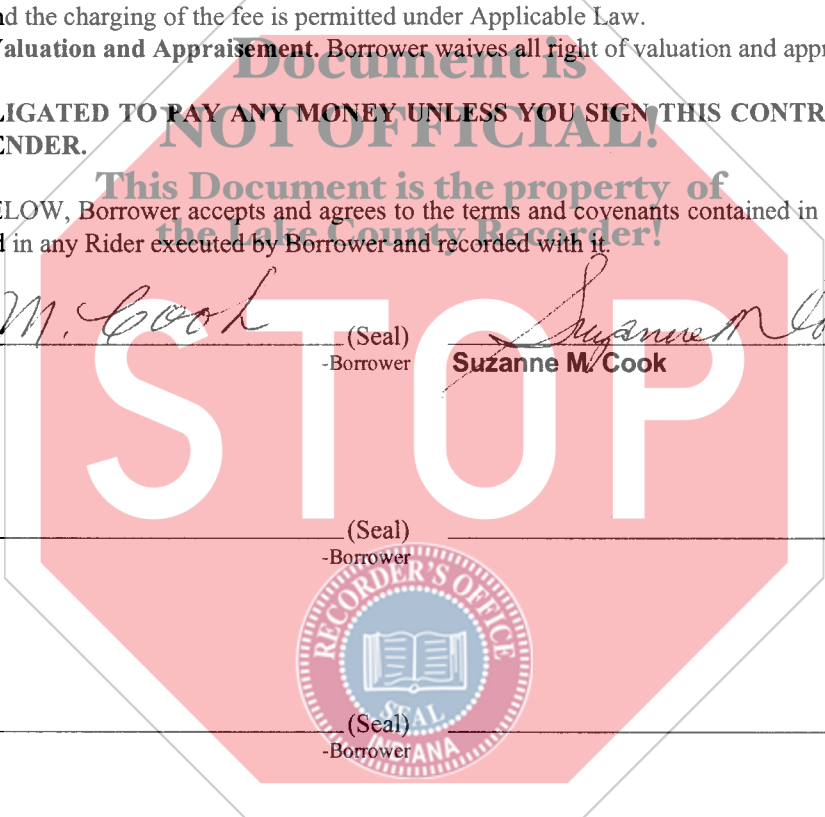 nd the charging of the fee is permitted under Applicable Law.
Valuation and Appraisement. Borrower waives all right of valuation and appr
Document is
LIGATED TO PAY ANY MONEY UNLESS YOU SIGN THIS CONTR
NOT OFFICIAL!
ENDER.
This Document is the property of
ELOW, Borrower accepts and agrees to the terms and covenants contained in
the Lake County Recorder!
d in any Rider executed by Borrower and recorded with it.
M. Cook (Seal) Suzanne M Co
-Borrower Suzanne M. Cook
STOP
(Seal)
-Borrower
RECORDER'S OFFICE
SEAL
(Seal)
INDIANA
-Borrower